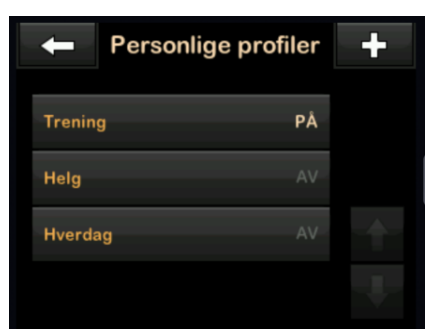 Personlige profiler
Trening PÅ
Helg AV
Hverdag AV